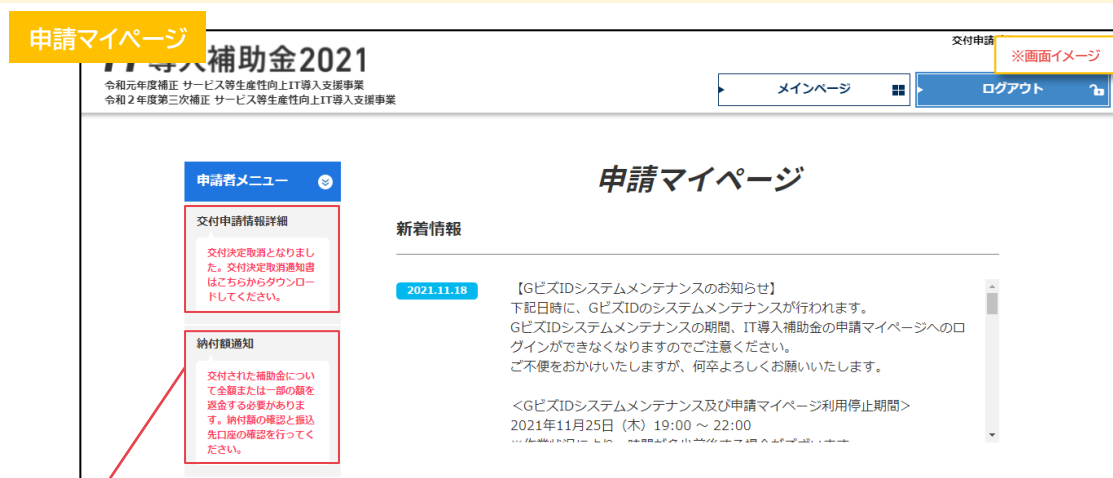 申請マイページ
導入補助金2021
令和元年度補正 サービス等生産性向上IT導入支援事業
令和２年度第三次補正 サービス等生産性向上IT導入支援事業
交付申請
※画面イメージ
メインページ
ログアウト
申請者メニュー
交付申請情報詳細
交付決定取消となりまし
た。交付決定取消通知書
はこちらからダウンロー
ドしてください。
納付額通知
交付された補助金につい
て全額または一部の額を
返金する必要がありま
す。納付額の確認と振込
先口座の確認を行ってく
ださい。
申請マイページ
新着情報
2021.11.18
【GビズIDシステムメンテナンスのお知らせ】
下記日時に、GビズIDのシステムメンテナンスが行われます。
GビズIDシステムメンテナンスの期間、IT導入補助金の申請マイページへのロ
グインができなくなりますのでご注意ください。
ご不便をおかけいたしますが、何卒よろしくお願いいたします。
＜GビズIDシステムメンテナンス及び申請マイページ利用停止期間＞
2021年11月25日（木）19:00 ～ 22:00